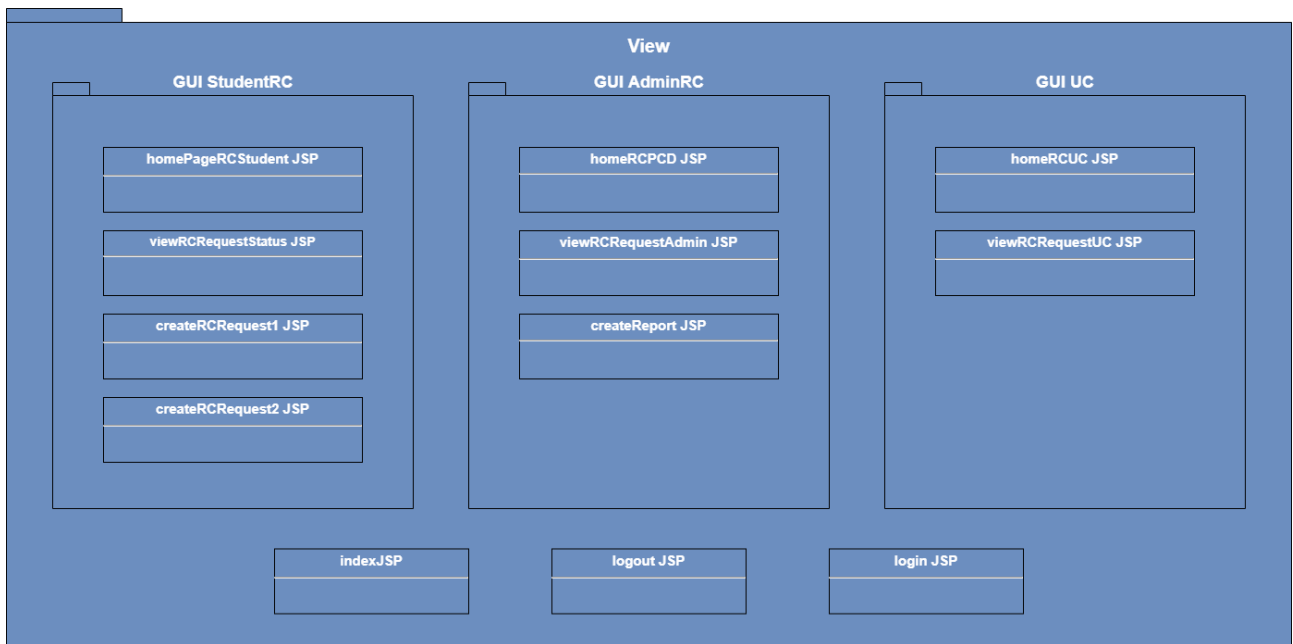 View
GUI StudentRC
homePageRCStudent JSP
viewRCRequestStatus JSP
createRCRequest1 JSP
createRCRequest2 JSP
GUI AdminRC
homeRCPCD JSP
viewRCRequestAdmin JSP
createReport JSP
GUI UC
homeRCUC JSP
viewRCRequestUC JSP
indexJSP
logout JSP
login JSP